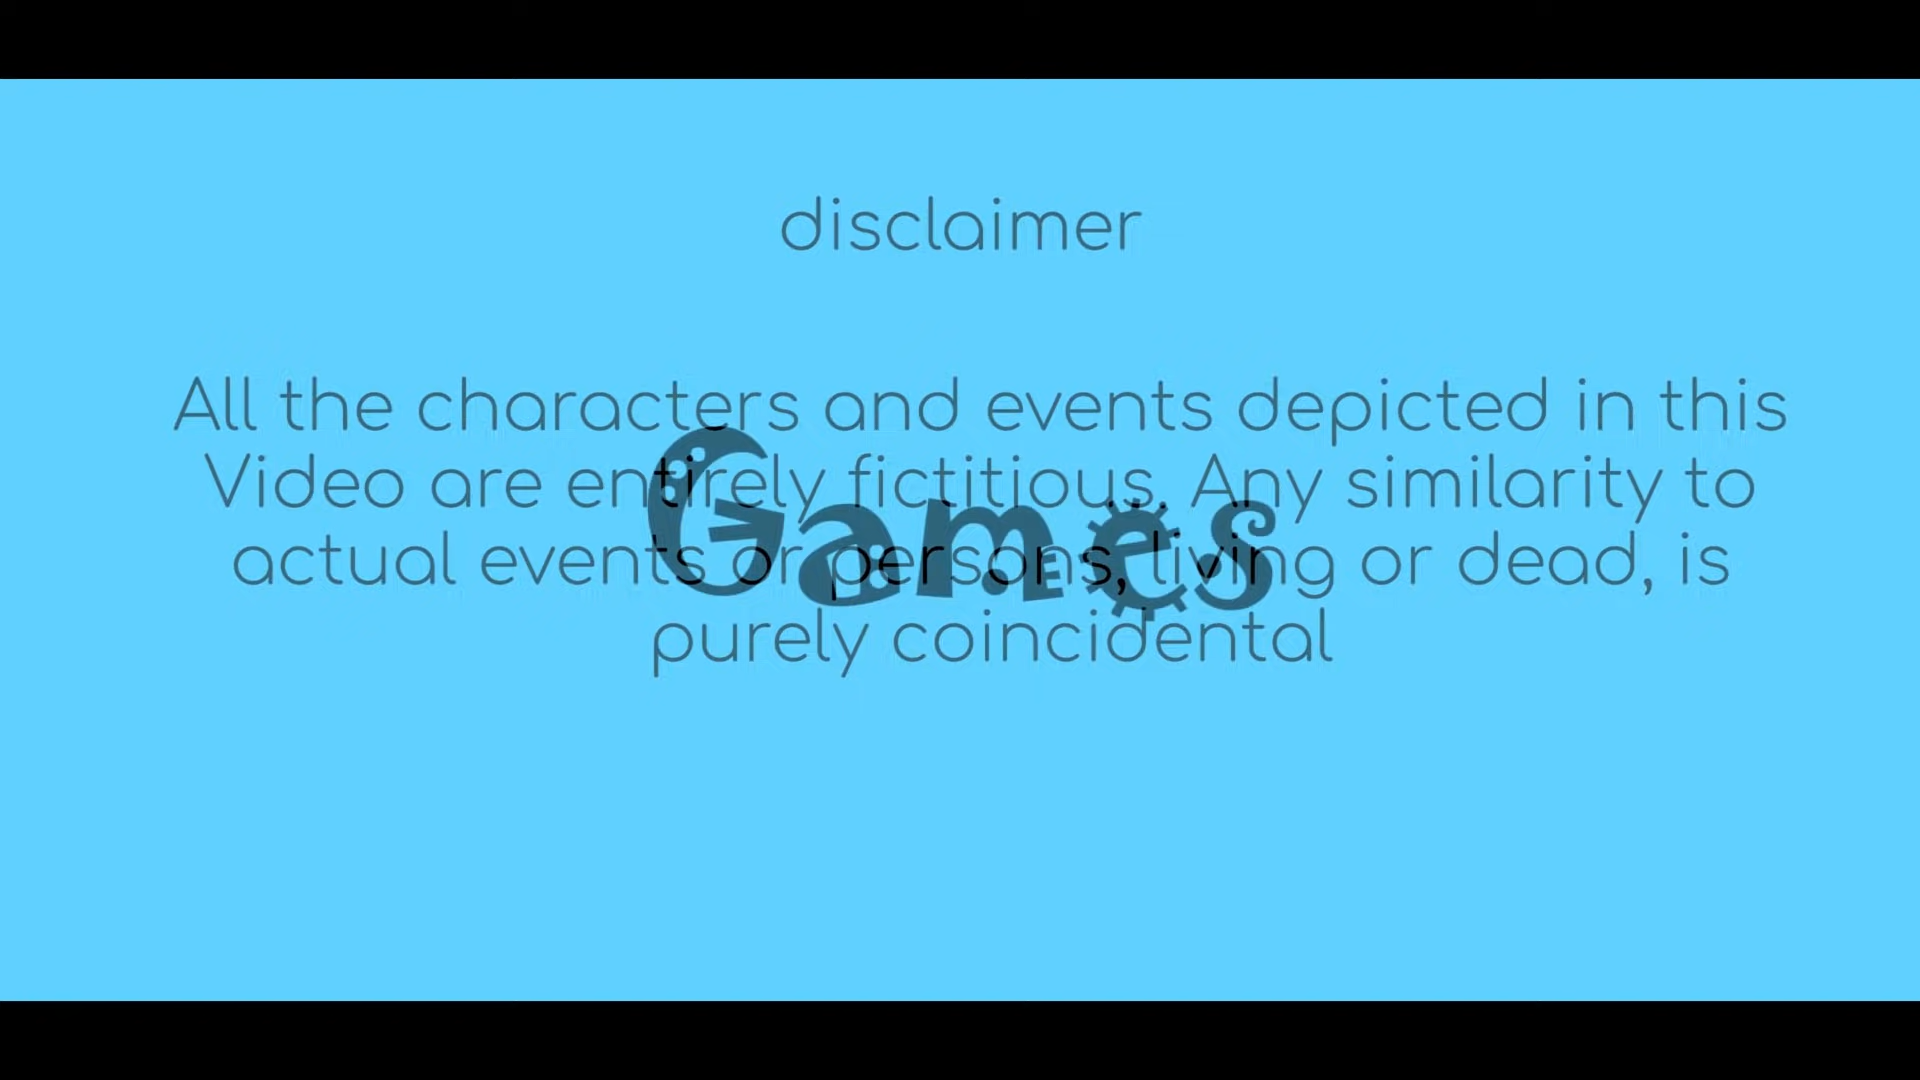 disclaimer
All the characters and events depicted in this
Video are entirely fictitious. Any similarity to
Games
actual events or persons, living or dead, is
purely coincidental